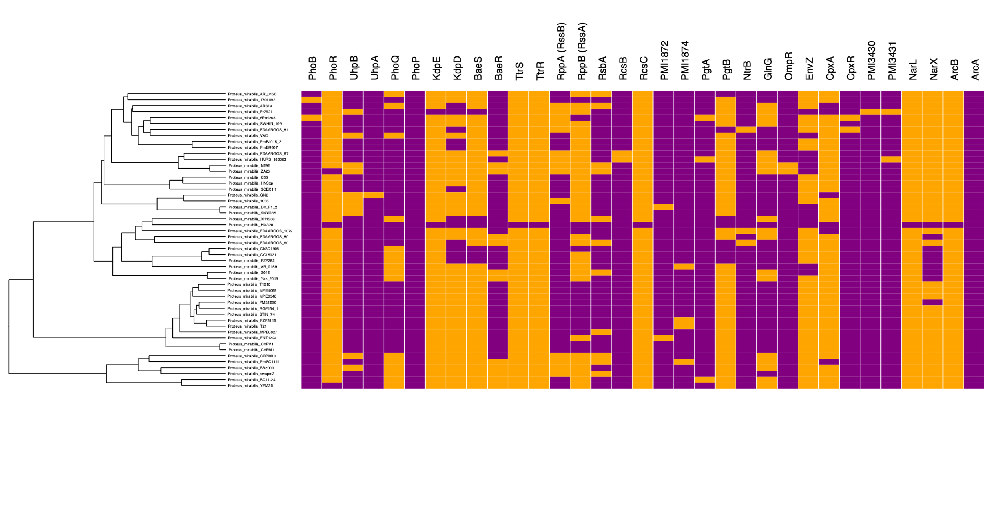 PhoB
PhoR
UhpB
UhpA
PhoQ
PhoP
KdpE
KdpD
BaeS
BaeR
TtrS
TtrR
RppA (RssB)
RppB (RssA)
RsbA
RcsB
RcsC
PMI1872
PMI1874
PgtA
PgtB
NtrB
GlnG
OmpR
EnvZ
CpxA
CpxR
PMI3430
PMI3431
NarL
NarX
ArcB
ArcA
Proteus_mirabilis_AR_0156
Proteus_mirabilis_1701092
Proteus_mirabilis_AR379
Proteus_mirabilis_Pr2921
Proteus_mirabilis_6Pmi283
Proteus_mirabilis_SWHIN_109
Proteus_mirabilis_FDAARGOS_81
Proteus_mirabilis_VAC
Proteus_mirabilis_PmBJ015_2
Proteus_mirabilis_PmBR607
Proteus_mirabilis_FDAARGOS_67
Proteus_mirabilis_HURS_186083
Proteus_mirabilis_N292
Proteus_mirabilis_ZA25
Proteus_mirabilis_C55
Proteus_mirabilis_HNS2p
Proteus_mirabilis_SCBX1.1
Proteus_mirabilis_GN2
Proteus_mirabilis_1035
Proteus_mirabilis_DY_F1_2
Proteus_mirabilis_SNYG35
Proteus_mirabilis_XH1568
Proteus_mirabilis_HI4320
Proteus_mirabilis_FDAARGOS_1079
Proteus_mirabilis_FDAARGOS_80
Proteus_mirabilis_FDAARGOS_60
Proteus_mirabilis_ChSC1905
Proteus_mirabilis_CC15031
Proteus_mirabilis_FZP282
Proteus_mirabilis_AR_0159
Proteus_mirabilis_S012
Proteus_mirabilis_Yak_2019
Proteus_mirabilis_T1010
Proteus_mirabilis_MPE4069
Proteus_mirabilis_MPE0346
Proteus_mirabilis_PM52260
Proteus_mirabilis_RGF134_1
Proteus_mirabilis_STIN_74
Proteus_mirabilis_FZP3115
Proteus_mirabilis_T21
Proteus_mirabilis_MPE0027
Proteus_mirabilis_ENT1224
Proteus_mirabilis_CYPV1
Proteus_mirabilis_CYPM1
Proteus_mirabilis_CRPM10
Proteus_mirabilis_PmSC1111
Proteus_mirabilis_BB2000
Proteus_mirabilis_swupm2
Proteus_mirabilis_BC11-24
Proteus_mirabilis_YPM35